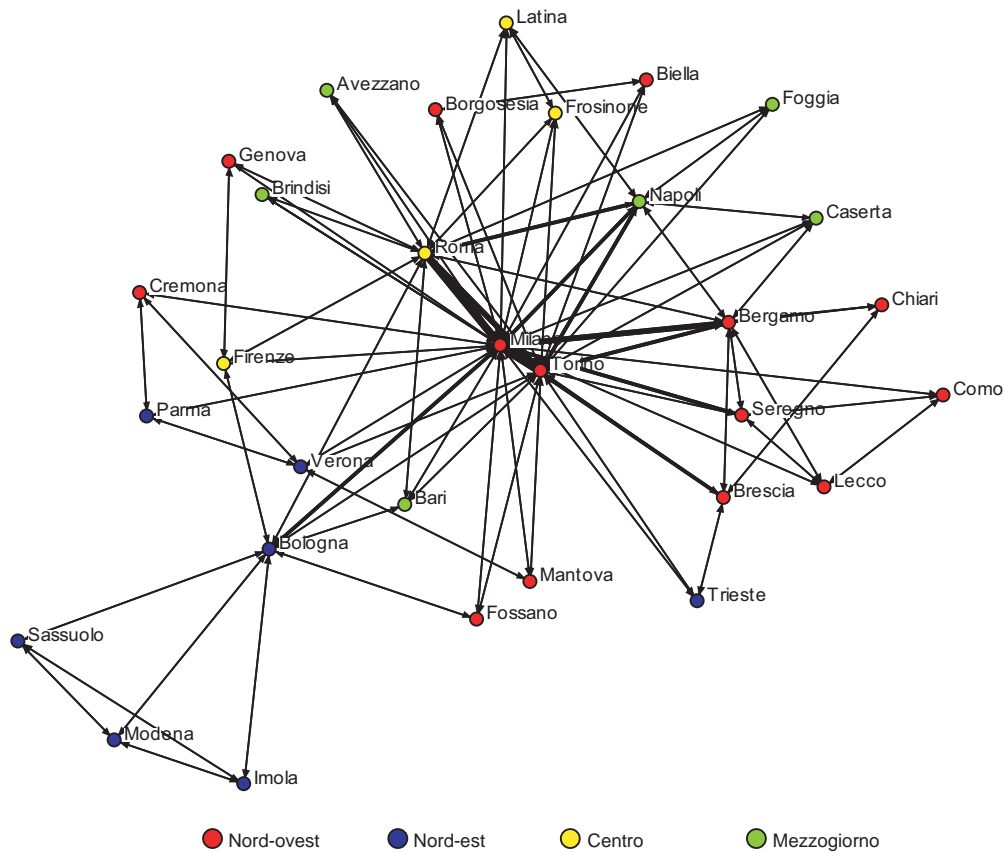 Latina
Biella
Avezzano
Borgosesia
Frosinone
Foggia
Genova
Brindisi
Napoli
Caserta
Roma
Cremona
Chiari
Bergamo
Milano
Firenze
Torino
Como
Parma
Seregno
Verona
Lecco
Brescia
Bari
Bologna
Mantova
Trieste
Fossano
Sassuolo
Modena
Imola
Nord-ovest Nord-est Centro Mezzogiorno